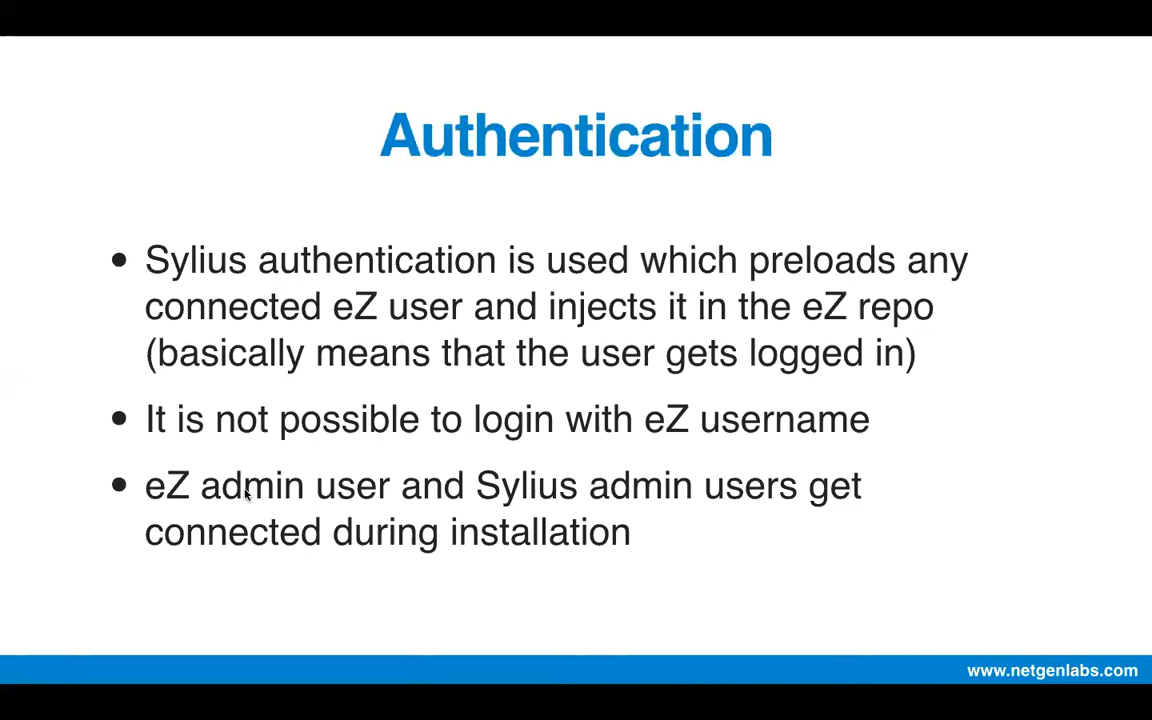 Authentication
• Sylius authentication is used which preloads any
connected eZ user and injects it in the eZ repo
(basically means that the user gets logged in)
• It is not possible to login with eZ username
• eZ admin user and Sylius admin users get
connected during installation
www.netgenlabs.com